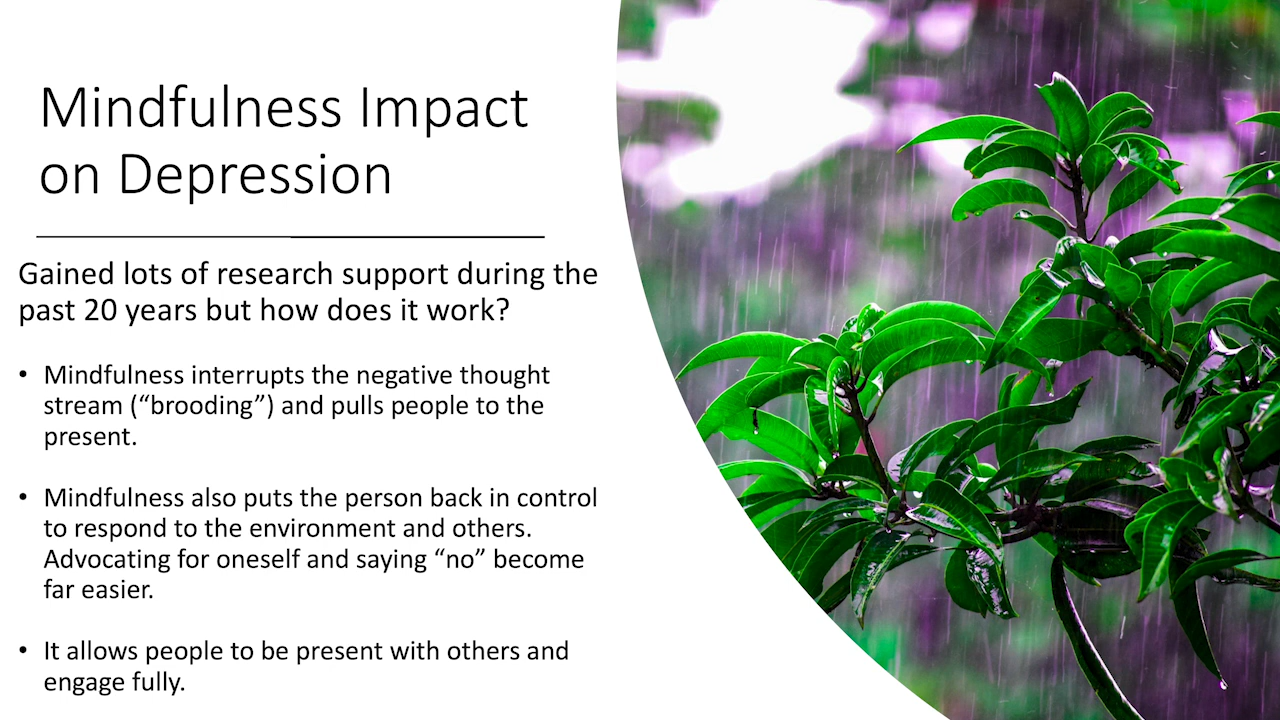 Mindfulness Impact
on Depression
Gained lots of research support during the
past 20 years but how does it work?
• Mindfulness interrupts the negative thought
stream (“brooding”) and pulls people to the
present.
• Mindfulness also puts the person back in control
to respond to the environment and others.
Advocating for oneself and saying “no” become
far easier.
• It allows people to be present with others and
engage fully.